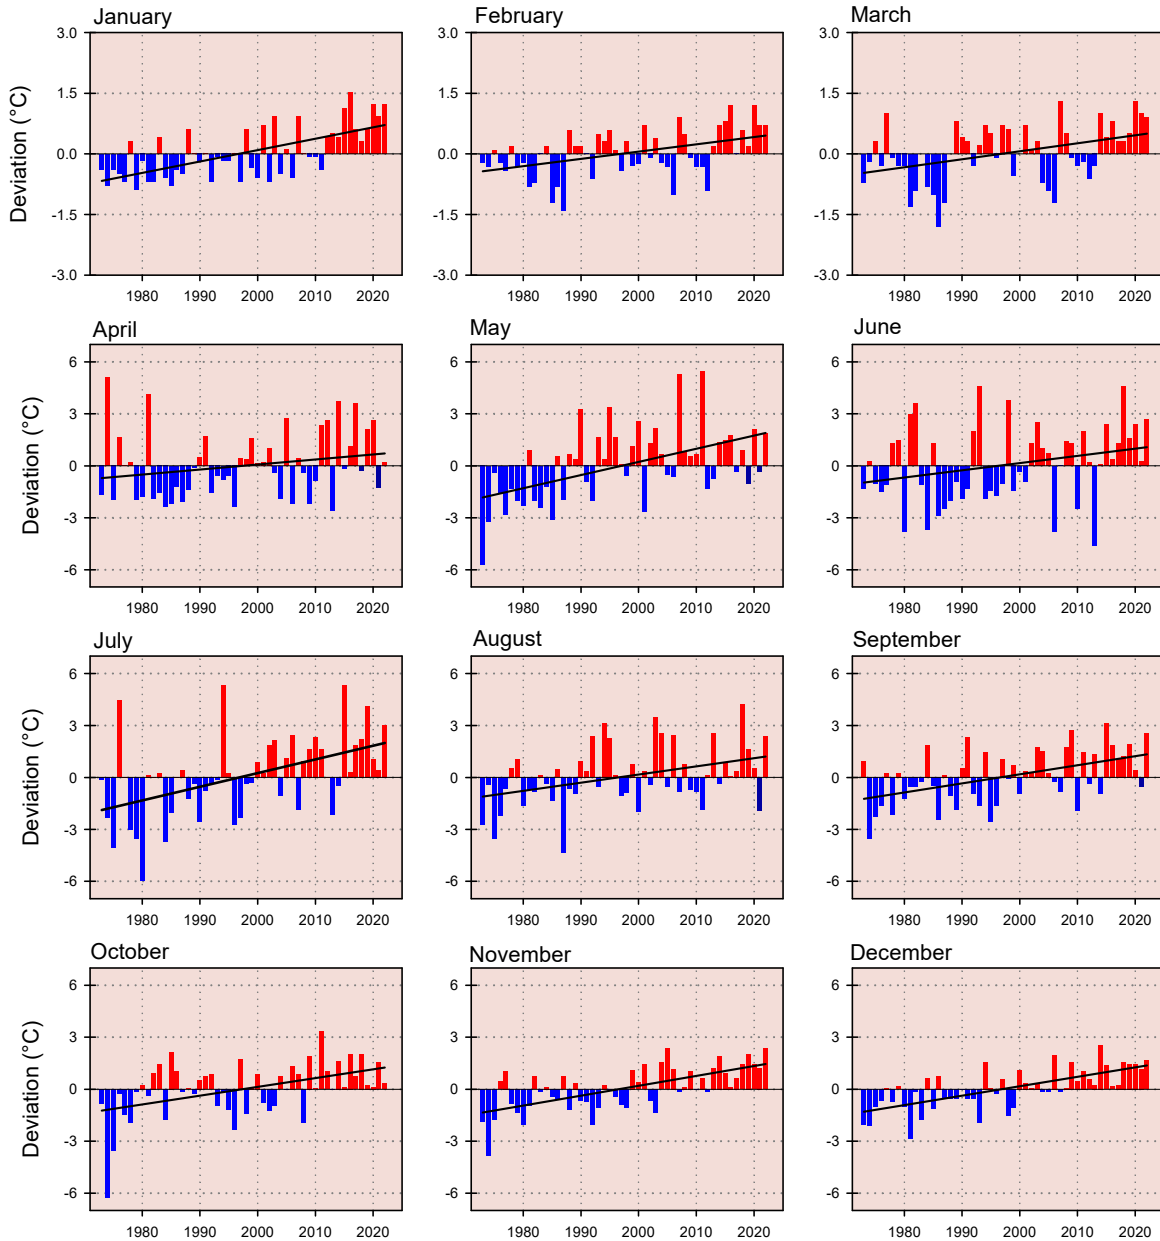 January February March
3.0 3.0 3.0
1.5 1.5 1.5
0.0 0.0 0.0
-1.5 -1.5 -1.5
-3.0 -3.0 -3.0
Deviation (°C)
1980 1990 2000 2010 2020 1980 1990 2000 2010 2020 1980 1990 2000 2010 2020
April May June
6 6 6
3 3 3
0 0 0
-3 -3 -3
-6 -6 -6
Deviation (°C)
1980 1990 2000 2010 2020 1980 1990 2000 2010 2020 1980 1990 2000 2010 2020
July August September
6 6 6
3 3 3
0 0 0
-3 -3 -3
-6 -6 -6
Deviation (°C)
1980 1990 2000 2010 2020 1980 1990 2000 2010 2020 1980 1990 2000 2010 2020
October November December
6 6 6
3 3 3
0 0 0
-3 -3 -3
-6 -6 -6
Deviation (°C)
1980 1990 2000 2010 2020 1980 1990 2000 2010 2020 1980 1990 2000 2010 2020